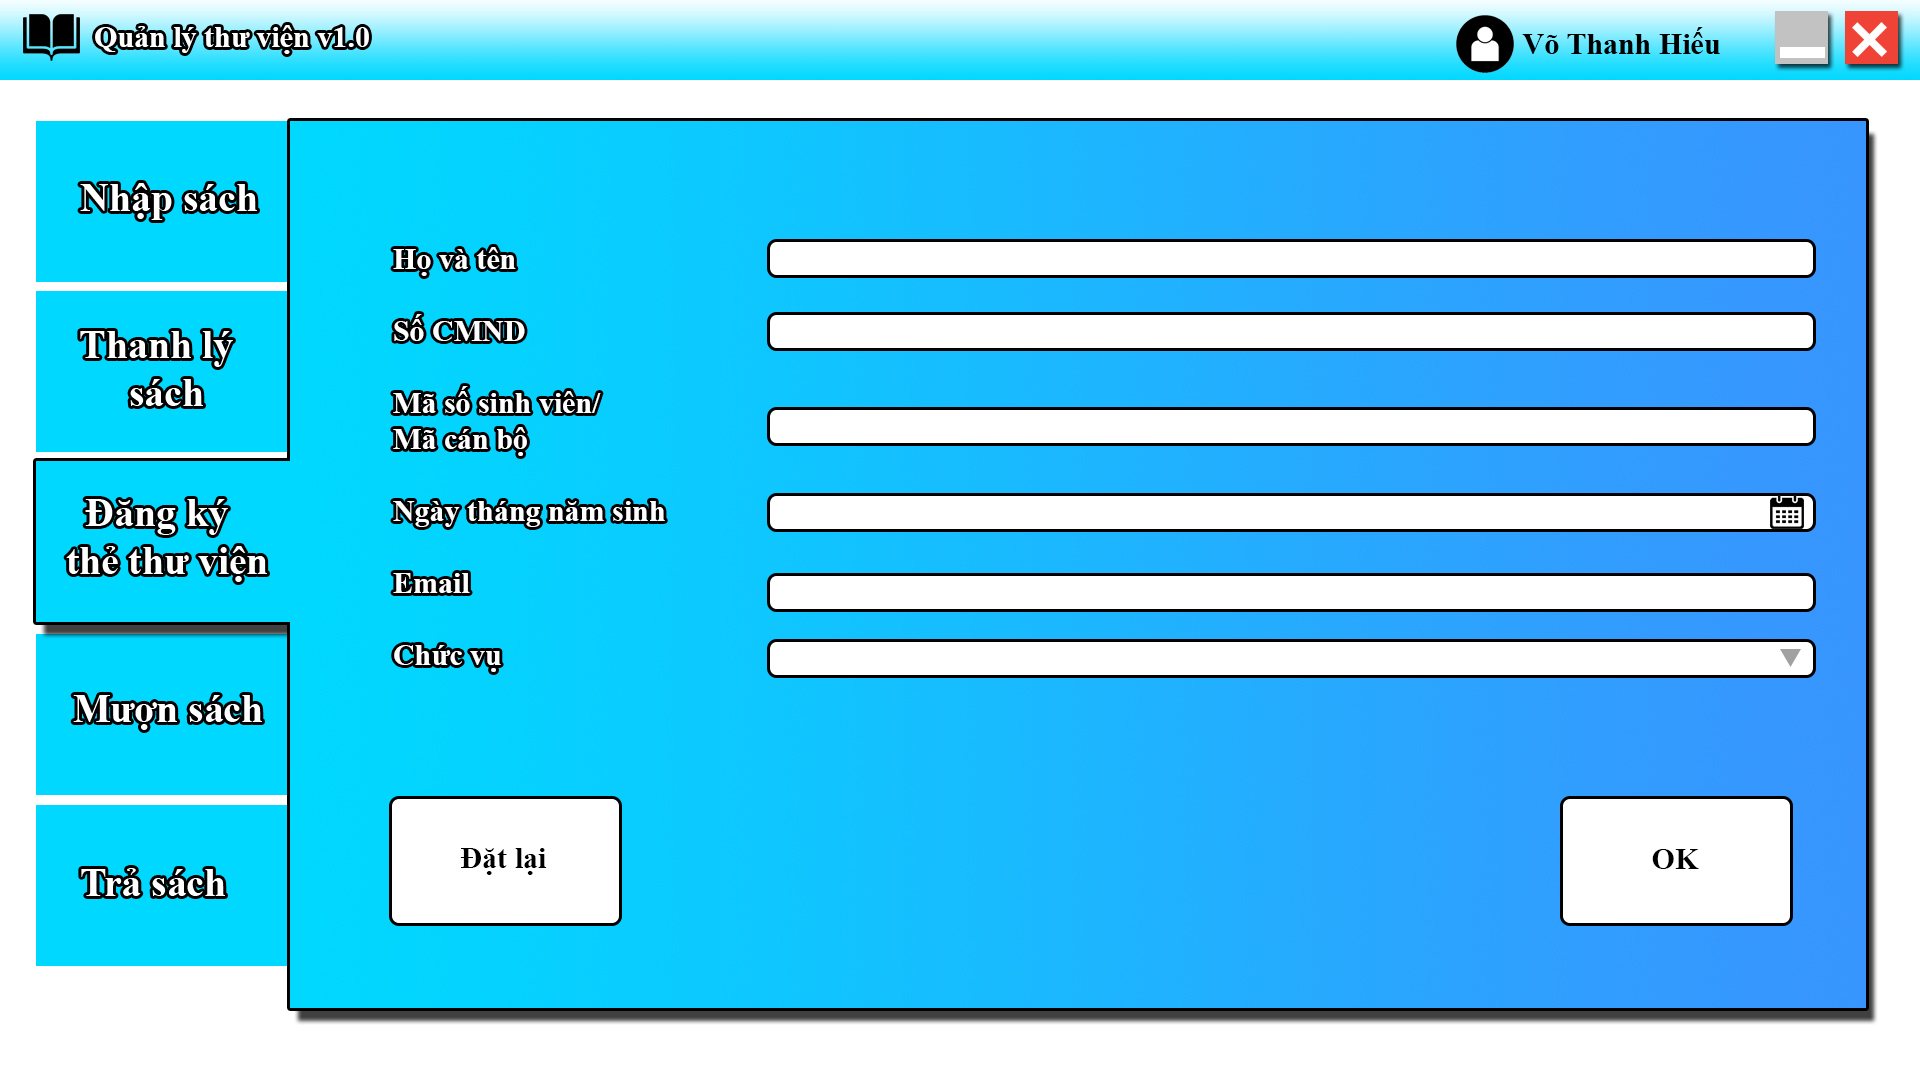 Quản lý thư viện v1.0
Võ Thanh Hiếu
Nhập sách
Thanh lý
sách
Đăng ký
thẻ thư viện
Mượn sách
Trả sách
Họ và tên
Số CMND
Mã số sinh viên/
Mã cán bộ
Ngày tháng năm sinh
Email
Chức vụ
Đặt lại
OK